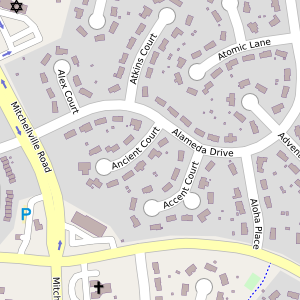 Atkins Court
Atomic Lane
Alex Court
Mitchellville Road
Alameda Drive
Ancient Court
Accent Court
Adven
Aloha Place
P
Mitch